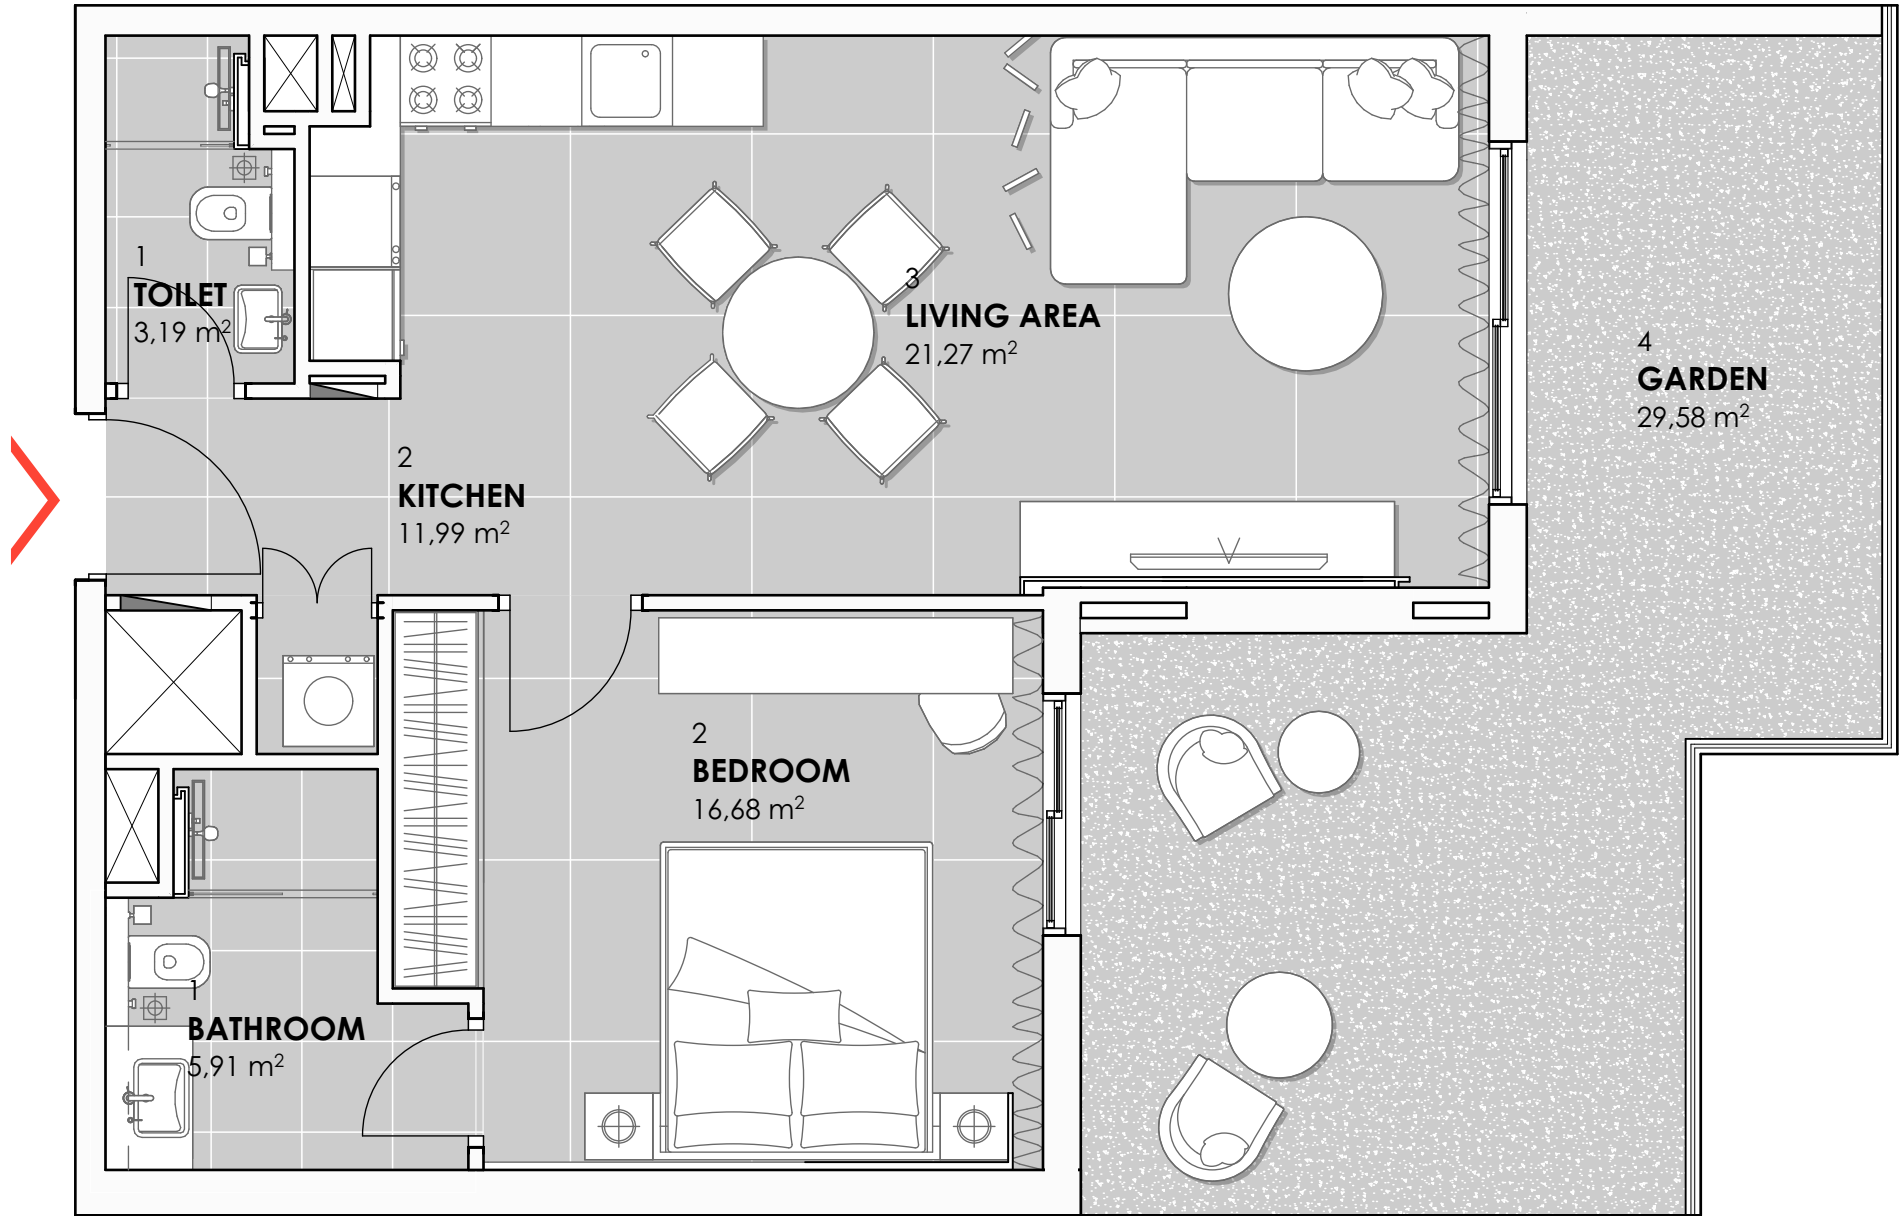 1
TOILET
3,19 m²
3
LIVING AREA
21,27 m²
4
GARDEN
29,58 m²
2
KITCHEN
11,99 m²
2
BEDROOM
16,68 m²
1
BATHROOM
5,91 m²